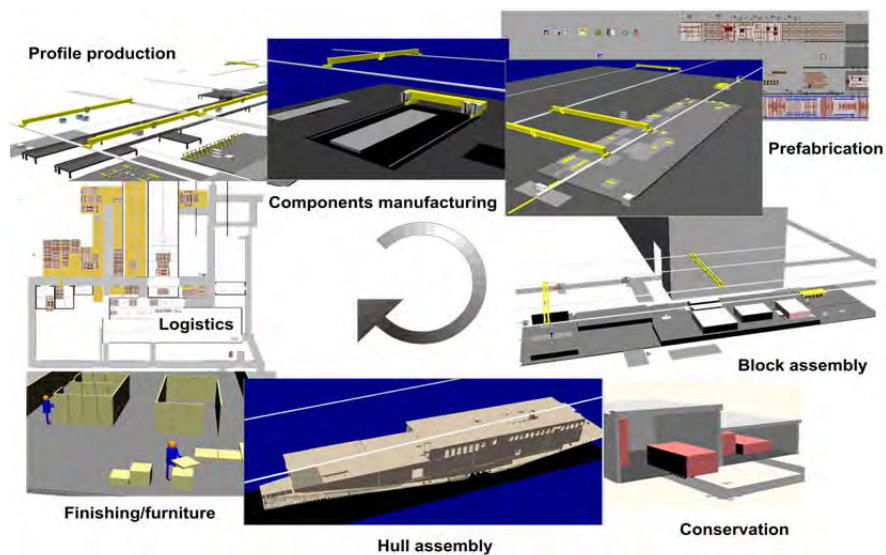 Profile production
Components manufacturing
Prefabrication
Logistics
Block assembly
Finishing/furniture
Hull assembly
Conservation